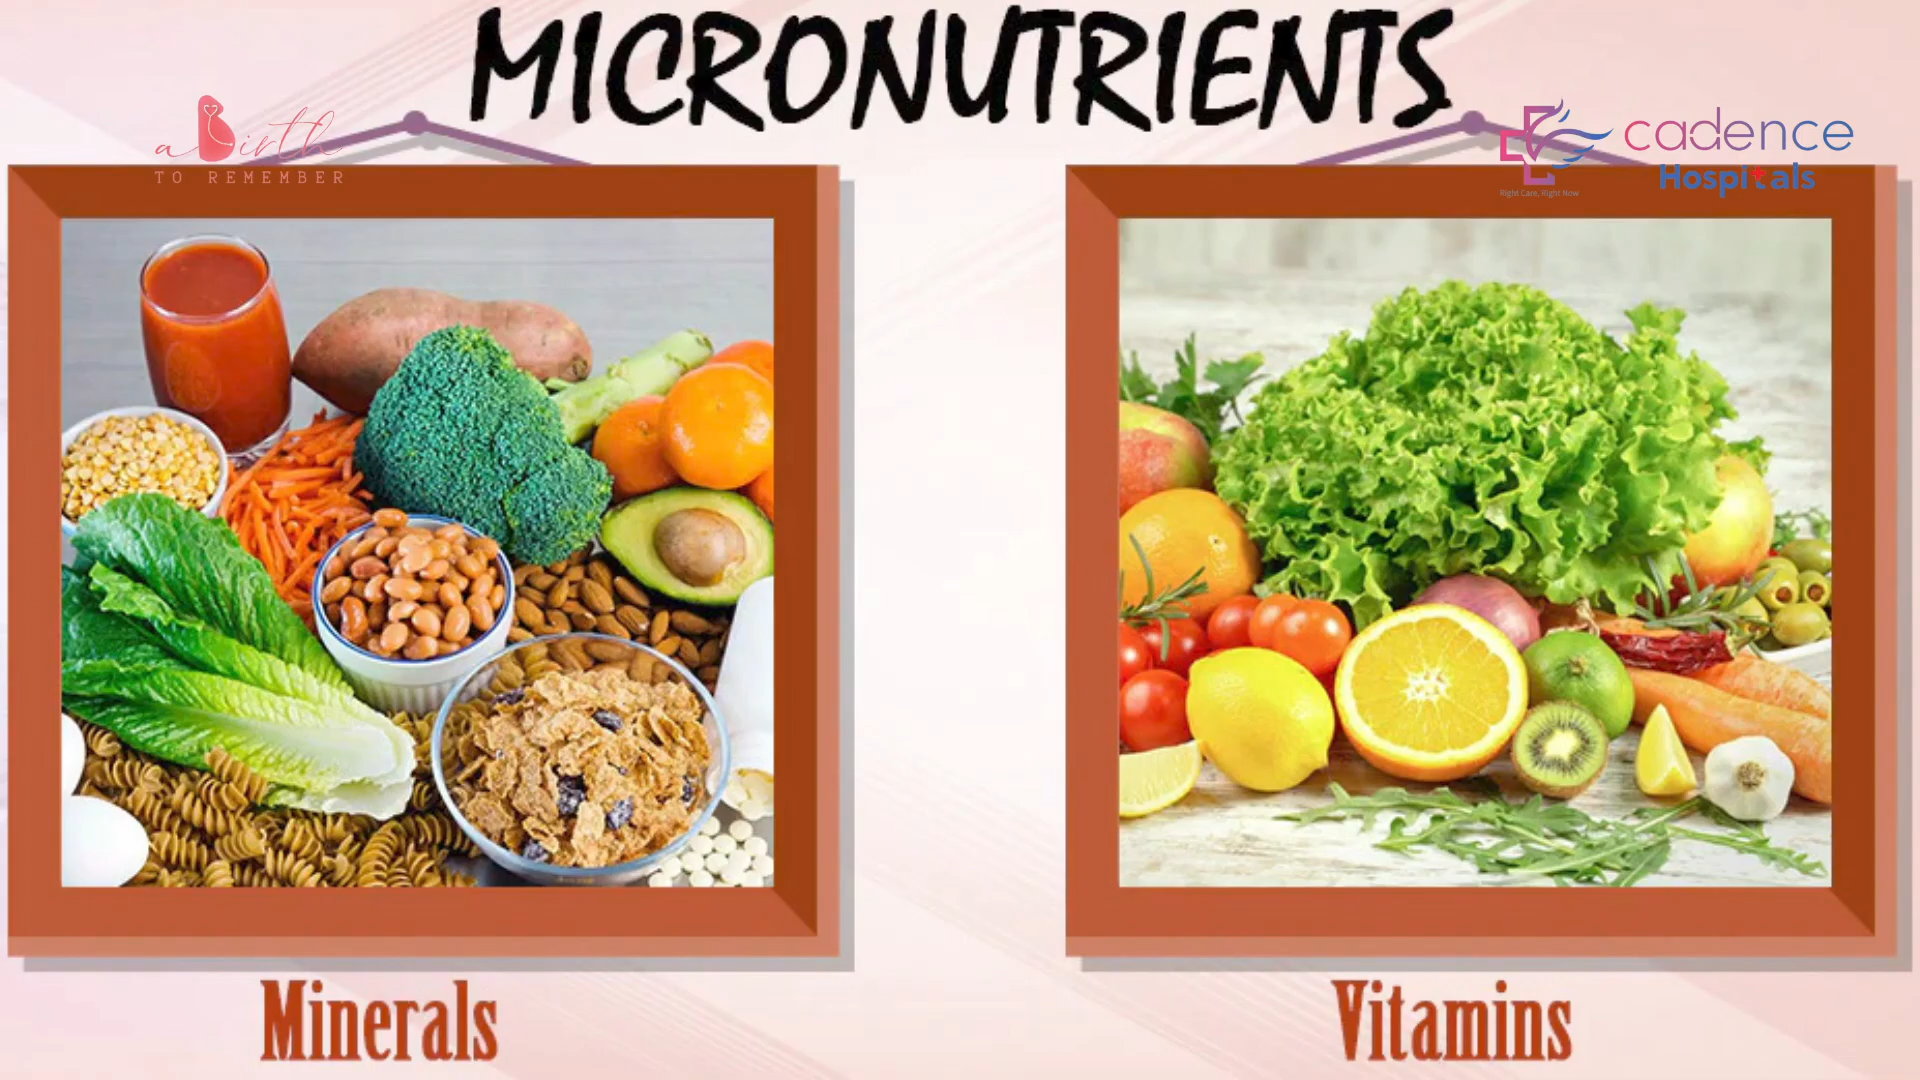 MICRONUTRIENTS
a Birth
TO REMEMBER
cadence
Hospitals
Right Care, Right Now
Minerals
Vitamins